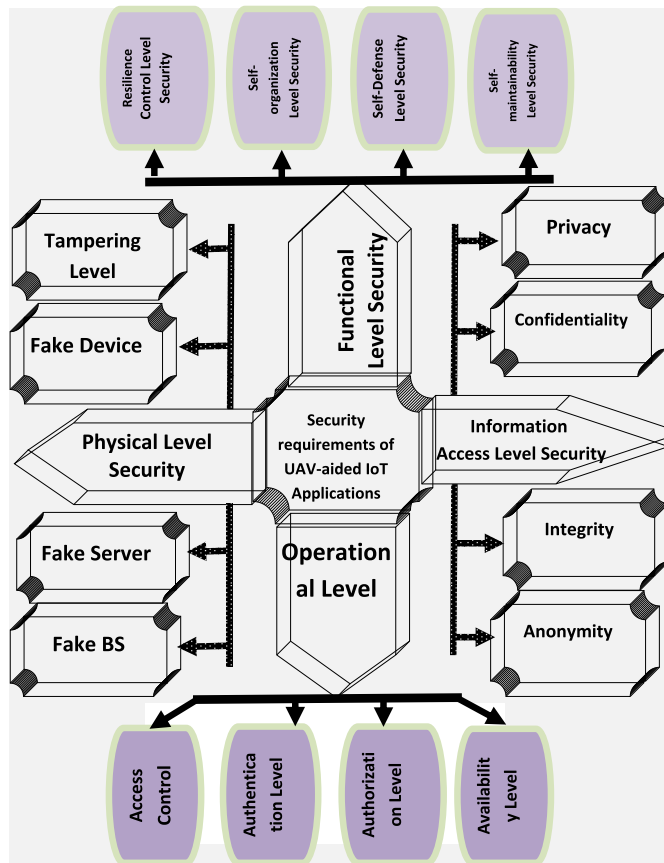 Resilience
Control Level
Security
Self-
organization
Level Security
Self-Defense
Level Security
Self-
maintainability
Level Security
Tampering
Level
Fake Device
Functional
Level Security
Privacy
Confidentiality
Physical Level
Security
Security
requirements of
UAV-aided IoT
Applications
Information
Access Level Security
Fake Server
Fake BS
Operation
al Level
Integrity
Anonymity
Access
Control
Authentica
tion Level
Authorizati
on Level
Availabilit
y Level